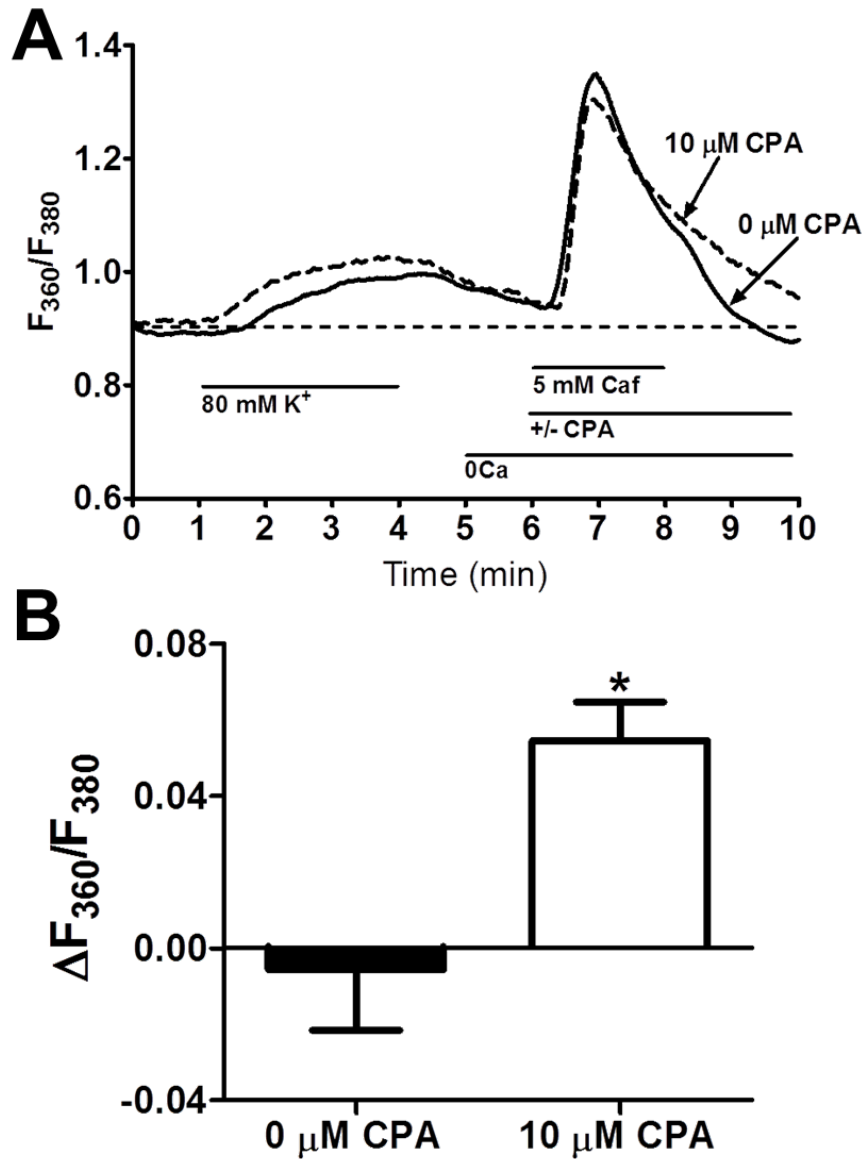 A
1.4
1.2
1.0
0.8
0.6
F360/F380
10 μM CPA
0 μM CPA
80 mM K+
5 mM Caf
+/- CPA
0Ca
0 1 2 3 4 5 6 7 8 9 10
Time (min)
B
0.08
0.04
0.00
-0.04
ΔF360/F380
*
0 μM CPA 10 μM CPA